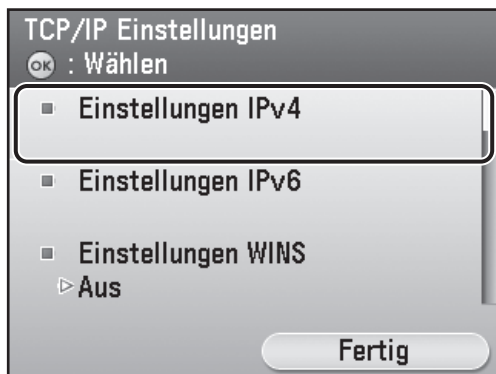 TCP/IP Einstellungen
OK : Wählen
Einstellungen IPv4
Einstellungen IPv6
Einstellungen WINS
Aus
Fertig